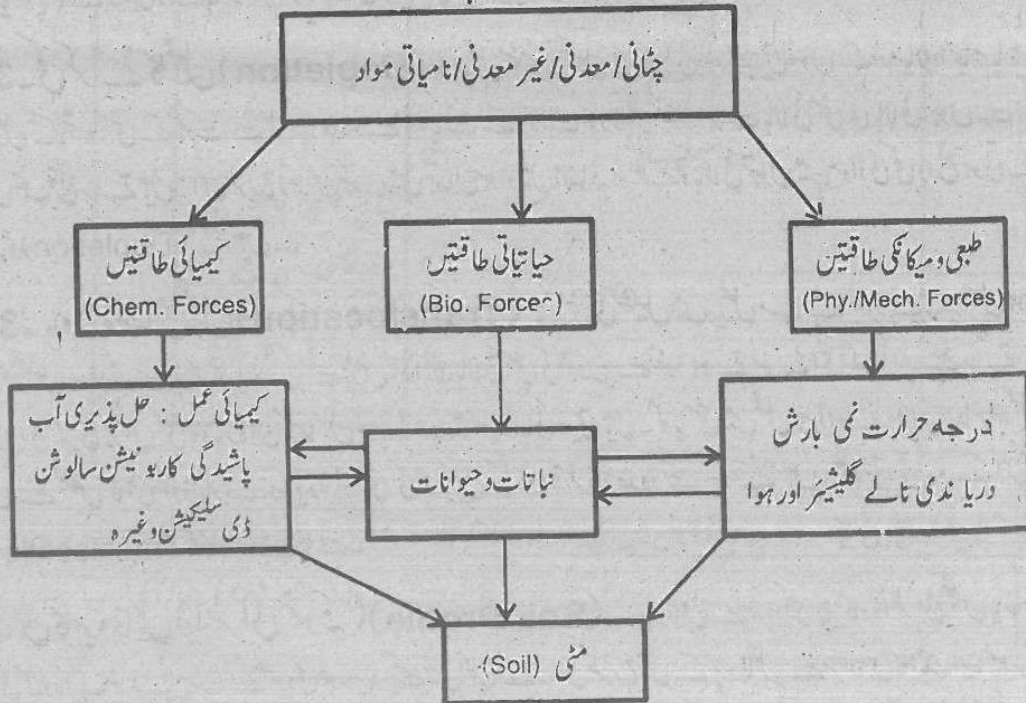 چٹانی/معدنی/غیر معدنی/نامیاتی مواد
طبعی و میکانکی طاقتیں
(Phy./Mech. Forces)
حیاتیاتی طاقتیں
(Bio. Forces)
کیمیائی طاقتیں
(Chem. Forces)
درجہ حرارت نمی بارش
دریا ندی نالے گلیشیئر اور ہوا
نباتات و حیوانات
کیمیائی عمل : حل پذیری آب
پاشیدگی کاربونیشن سالوشن
ڈی سلیکیشن وغیرہ
مٹی (Soil)